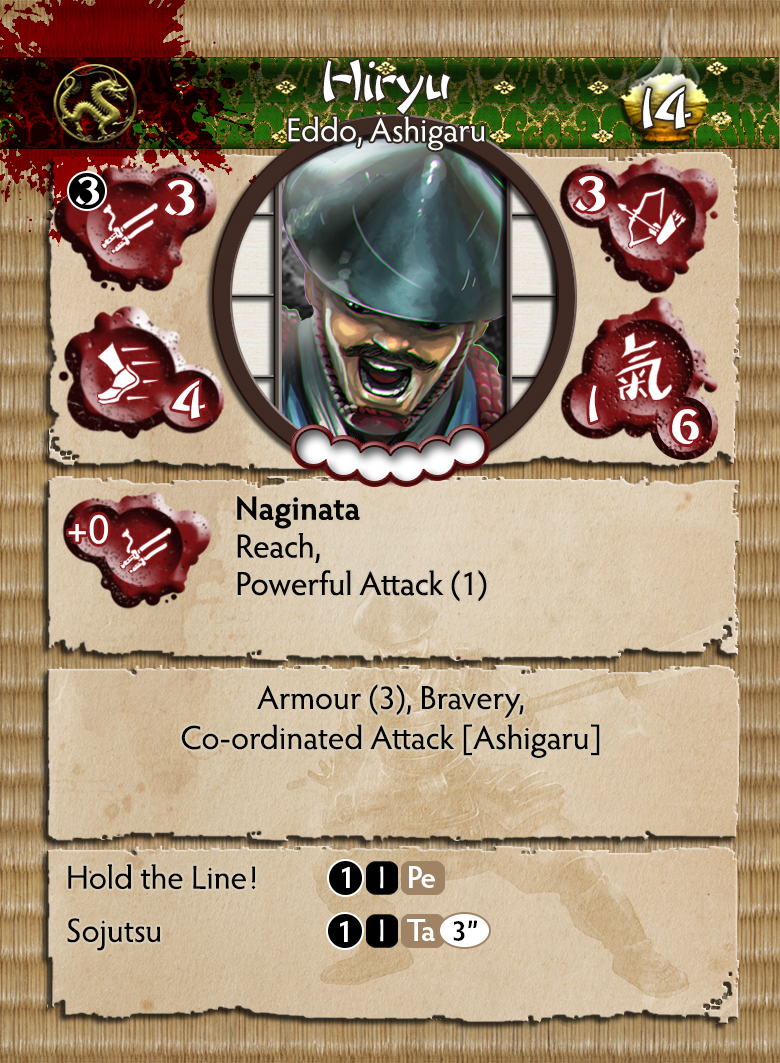 Hiryu
14
Eddo, Ashigaru
3 3
3
4
氣
1 6
+0
Naginata
Reach,
Powerful Attack (1)
Armour (3), Bravery,
Co-ordinated Attack [Ashigaru]
Hold the Line! 1 I Pe
Sojutsu 1 I Ta 3"